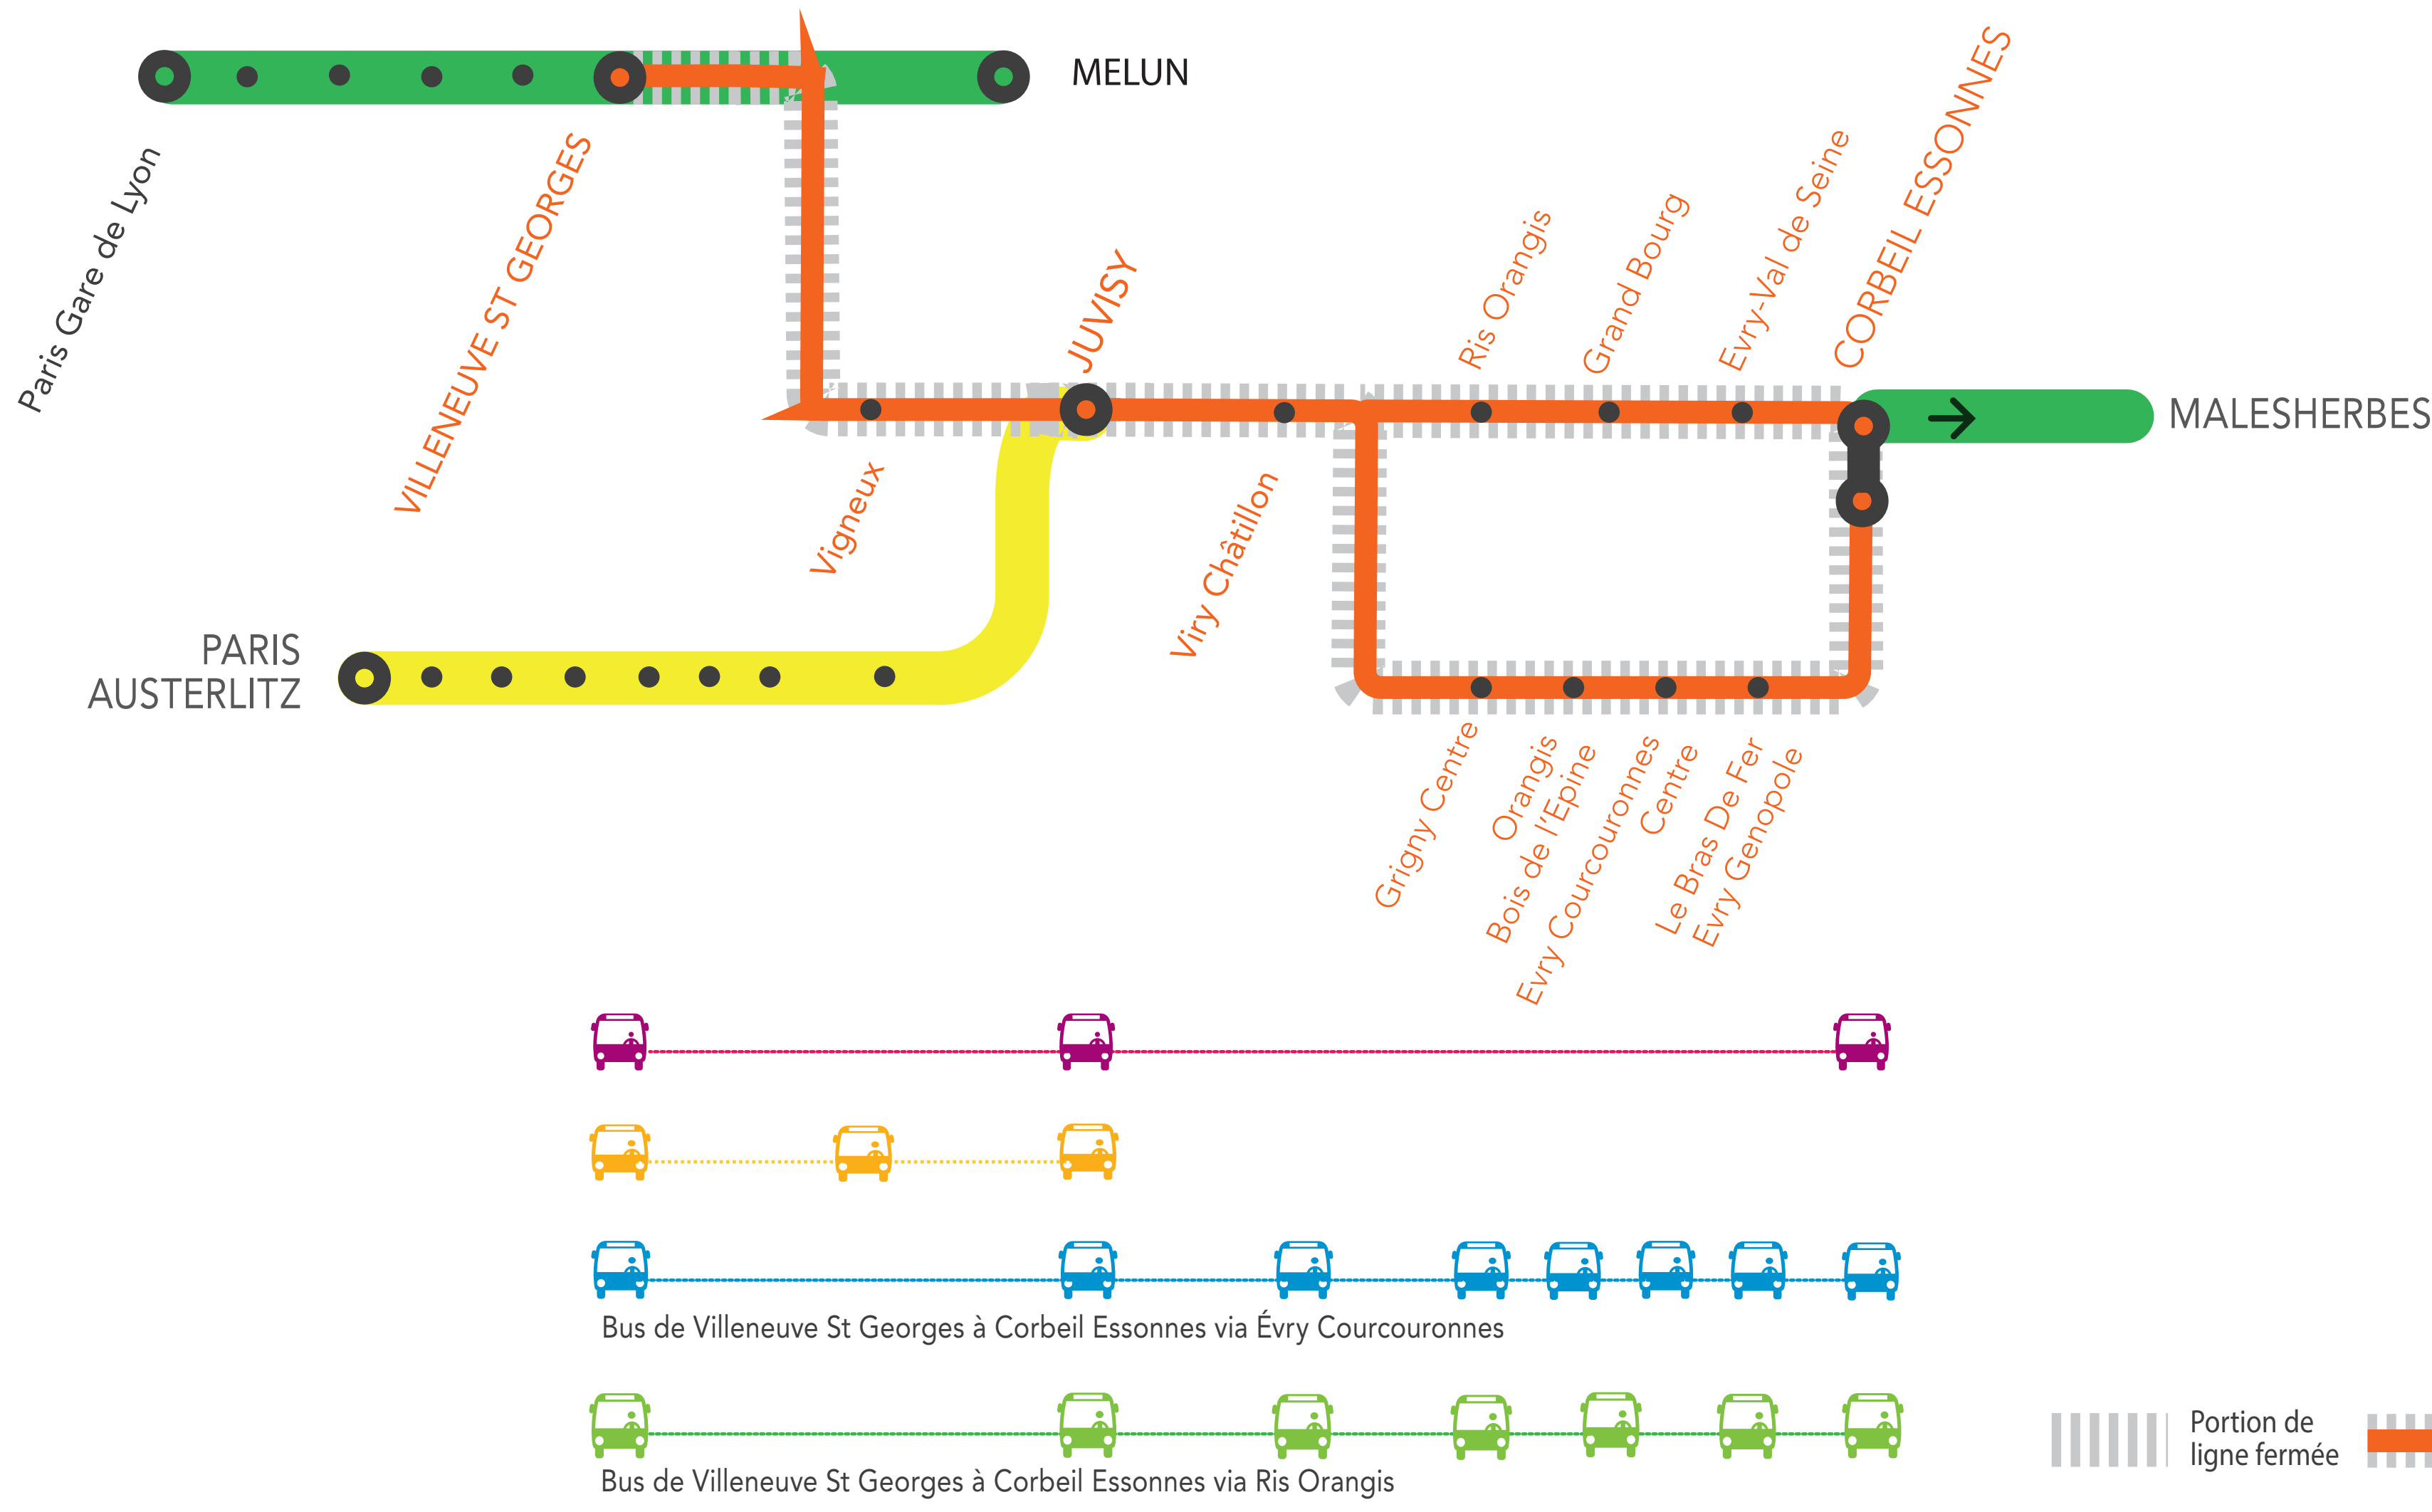 MELUN
Paris Gare de Lyon
VILLENEUVE ST GEORGES
JUVISY
Ris Orangis
Grand Bourg
Evry-Val de Seine
CORBEIL ESSONNES
MALESHERBES
Vigneux
Viry Châtillon
PARIS
AUSTERLITZ
Grigny Centre
Orangis
Bois de l'Epine
Evry Courcouronnes
Centre
Le Bras De Fer
Evry Genopole
Bus de Villeneuve St Georges à Corbeil Essonnes via Évry Courcouronnes
Bus de Villeneuve St Georges à Corbeil Essonnes via Ris Orangis
Portion de
ligne fermée